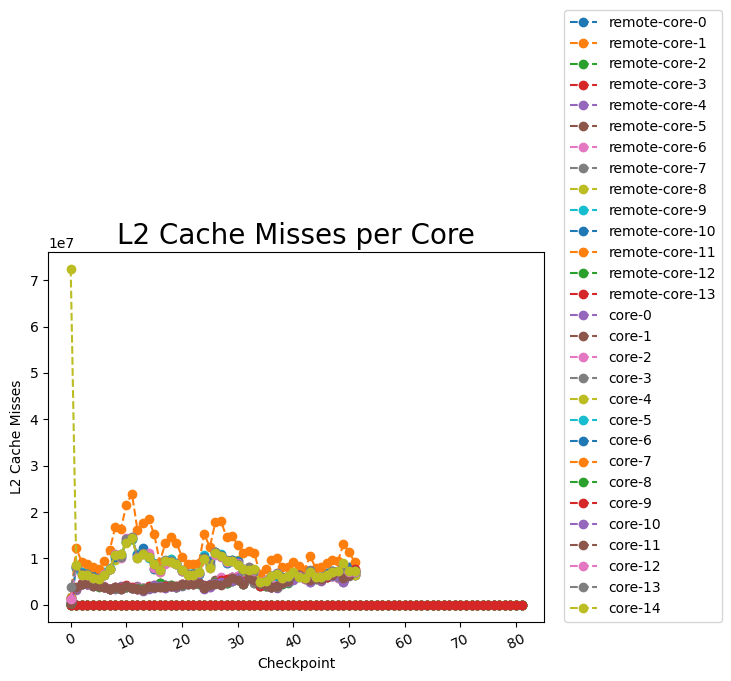 L2 Cache Misses per Core
1e7
7
6
5
4
3
2
1
0
L2 Cache Misses
0
10
20
30
40
50
60
70
80
Checkpoint
remote-core-0
remote-core-1
remote-core-2
remote-core-3
remote-core-4
remote-core-5
remote-core-6
remote-core-7
remote-core-8
remote-core-9
remote-core-10
remote-core-11
remote-core-12
remote-core-13
core-0
core-1
core-2
core-3
core-4
core-5
core-6
core-7
core-8
core-9
core-10
core-11
core-12
core-13
core-14